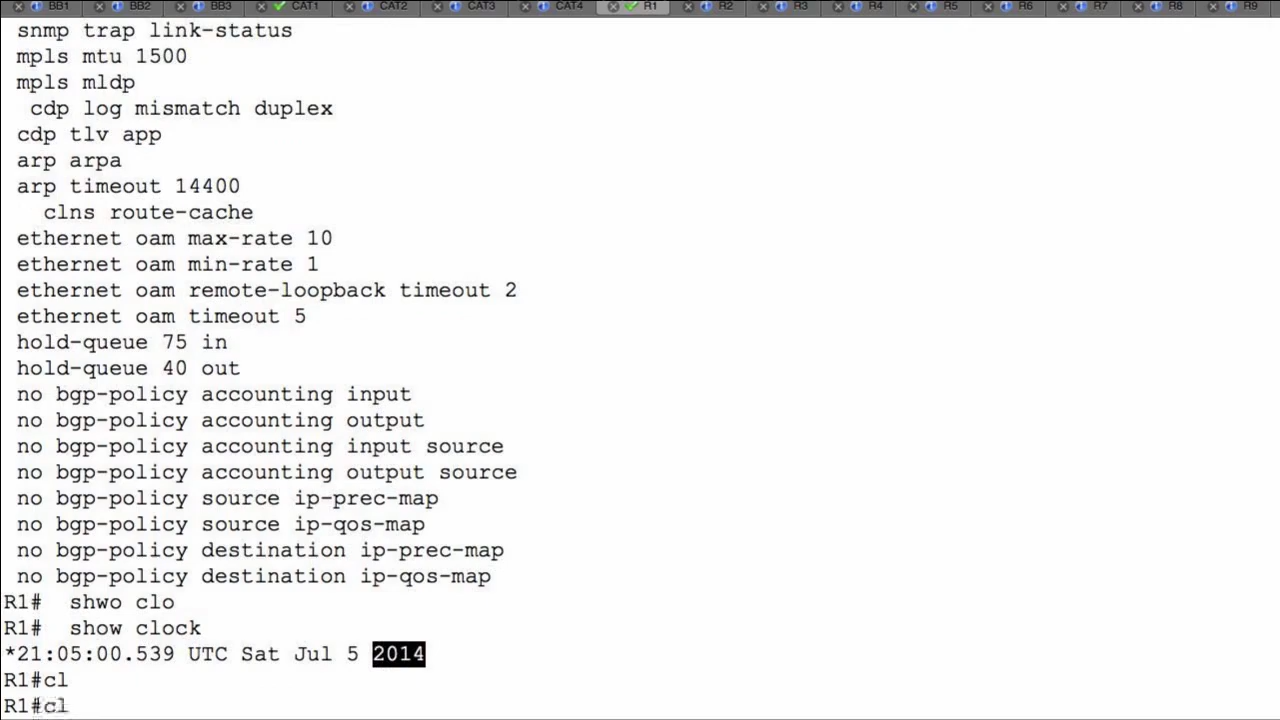 BB1 BB2 BB3 CAT1 CAT2 CAT3 CAT4 R1 R2 R3 R4 R5 R6 R7 R8 R9
snmp trap link-status
mpls mtu 1500
mpls mldp
cdp log mismatch duplex
cdp tlv app
arp arpa
arp timeout 14400
clns route-cache
ethernet oam max-rate 10
ethernet oam min-rate 1
ethernet oam remote-loopback timeout 2
ethernet oam timeout 5
hold-queue 75 in
hold-queue 40 out
no bgp-policy accounting input
no bgp-policy accounting output
no bgp-policy accounting input source
no bgp-policy accounting output source
no bgp-policy source ip-prec-map
no bgp-policy source ip-qos-map
no bgp-policy destination ip-prec-map
no bgp-policy destination ip-qos-map
R1#  shwo clo
R1#  show clock
*21:05:00.539 UTC Sat Jul 5 2014
R1#cl
R1#cl